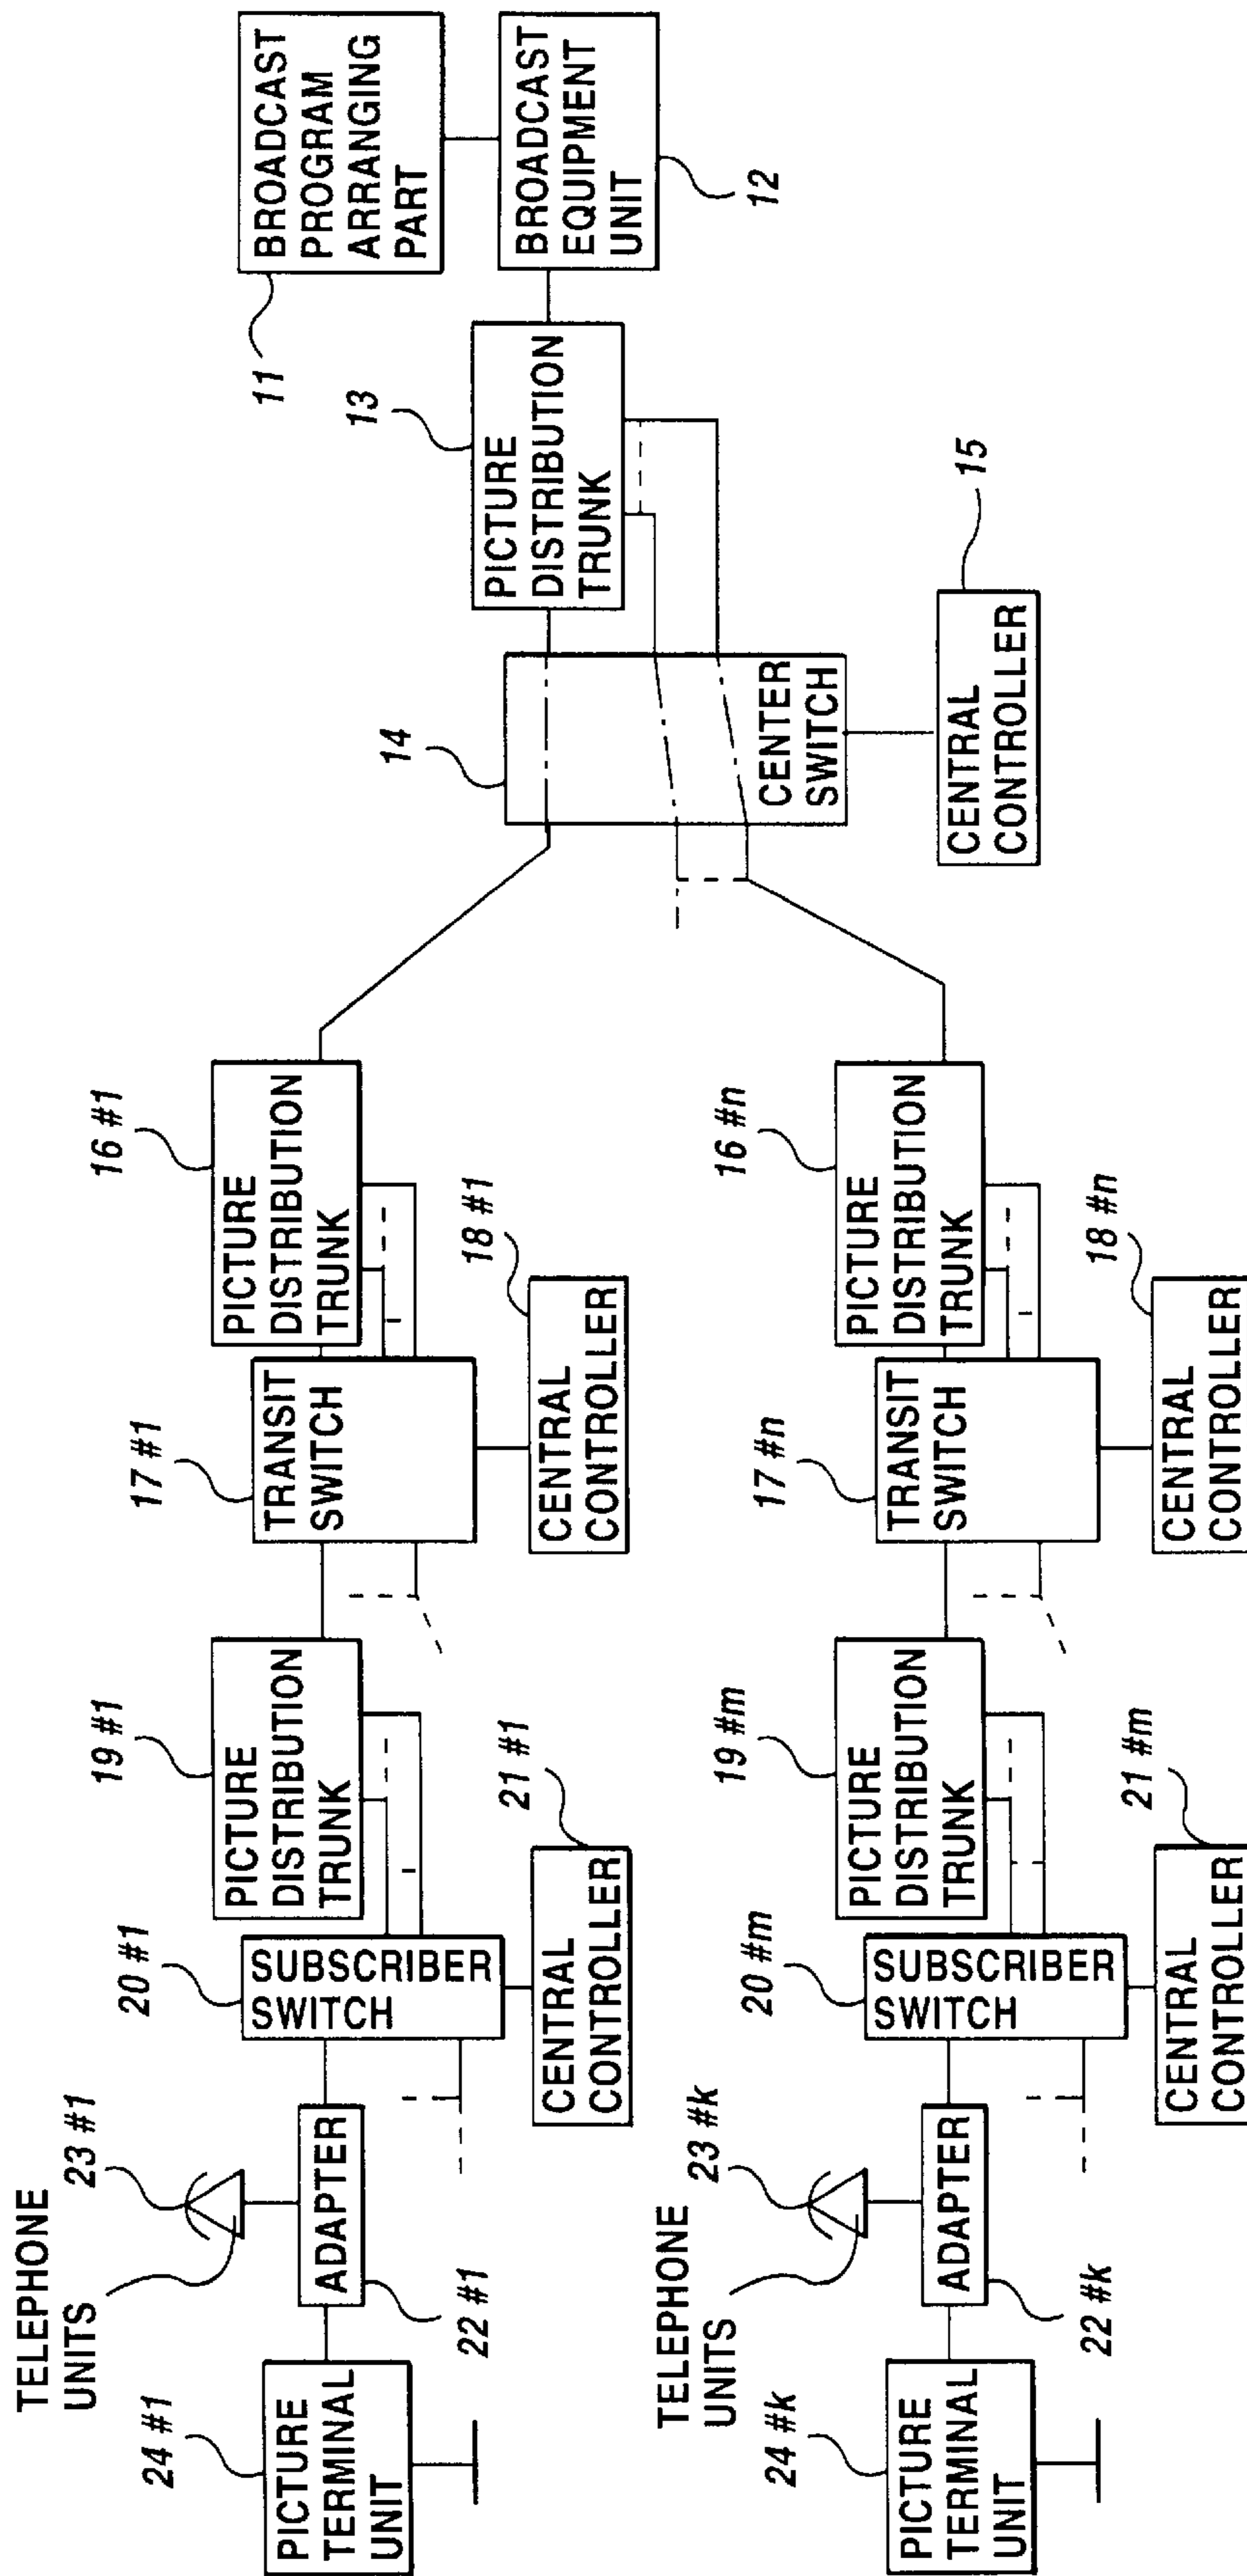 TELEPHONE
UNITS
24 #1
PICTURE
TERMINAL
UNIT
23 #1
22 #1
ADAPTER
20 #1
SUBSCRIBER
SWITCH
21 #1
CENTRAL
CONTROLLER
19 #1
PICTURE
DISTRIBUTION
TRUNK
17 #1
TRANSIT
SWITCH
18 #1
CENTRAL
CONTROLLER
16 #1
PICTURE
DISTRIBUTION
TRUNK
14
CENTER
SWITCH
15
CENTRAL
CONTROLLER
13
PICTURE
DISTRIBUTION
TRUNK
11
BROADCAST
PROGRAM
ARRANGING
PART
12
BROADCAST
EQUIPMENT
UNIT
TELEPHONE
UNITS
24 #k
PICTURE
TERMINAL
UNIT
23 #k
22 #k
ADAPTER
20 #m
SUBSCRIBER
SWITCH
21 #m
CENTRAL
CONTROLLER
19 #m
PICTURE
DISTRIBUTION
TRUNK
17 #n
TRANSIT
SWITCH
18 #n
CENTRAL
CONTROLLER
16 #n
PICTURE
DISTRIBUTION
TRUNK